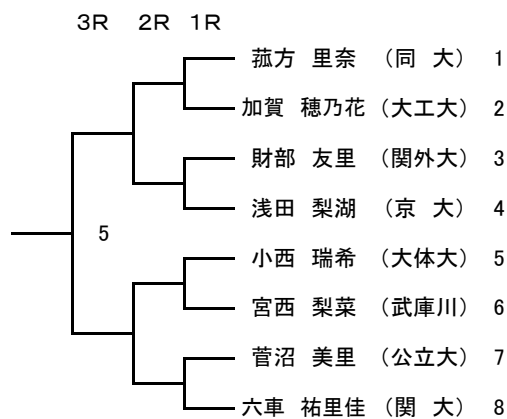 3R 2R 1R
菰方 里奈 （同 大） 1
加賀 穂乃花 （大工大） 2
財部 友里 （関外大） 3
浅田 梨湖 （京 大） 4
5
小西 瑞希 （大体大） 5
宮西 梨菜 （武庫川） 6
菅沼 美里 （公立大） 7
六車 祐里佳 （関 大） 8